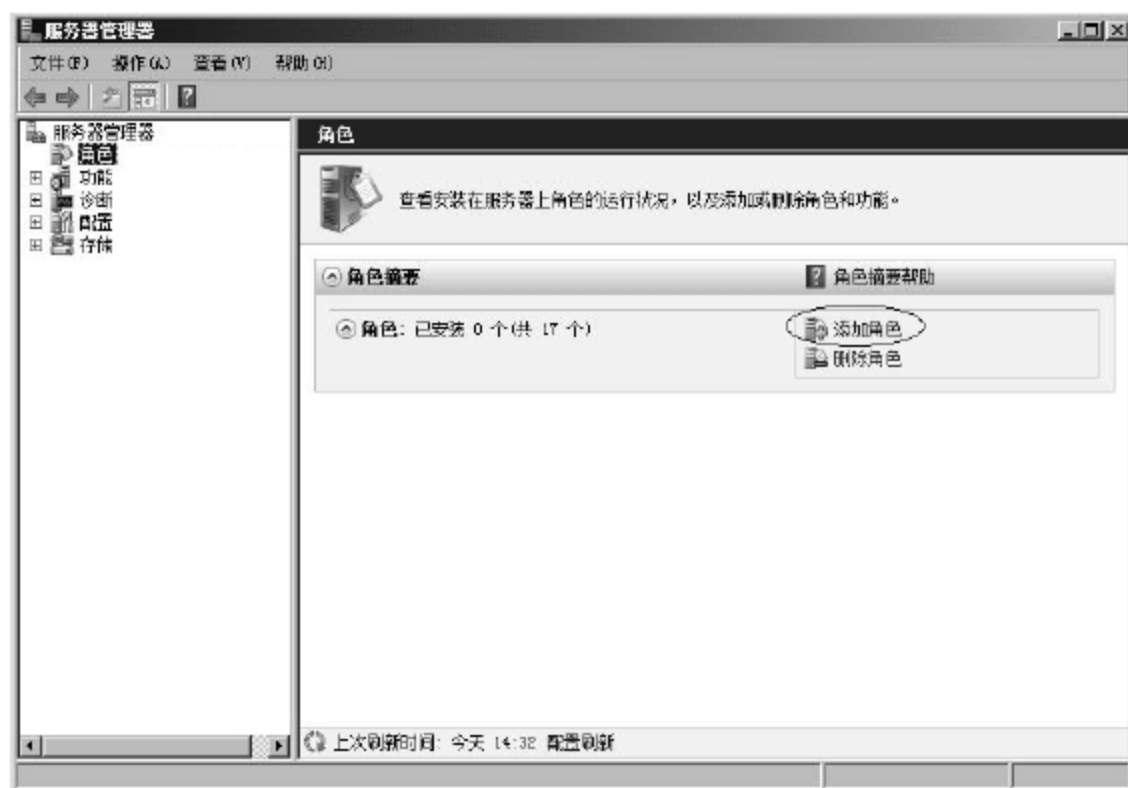 服务器管理器
文件(F) 操作(A) 查看(V) 帮助(H)
服务器管理器
角色
功能
诊断
配置
存储
角色
查看安装在服务器上角色的运行状况，以及添加或删除角色和功能。
角色摘要
角色摘要帮助
角色: 已安装 0 个(共 17 个)
添加角色
删除角色
上次刷新时间: 今天 14:32 配置刷新